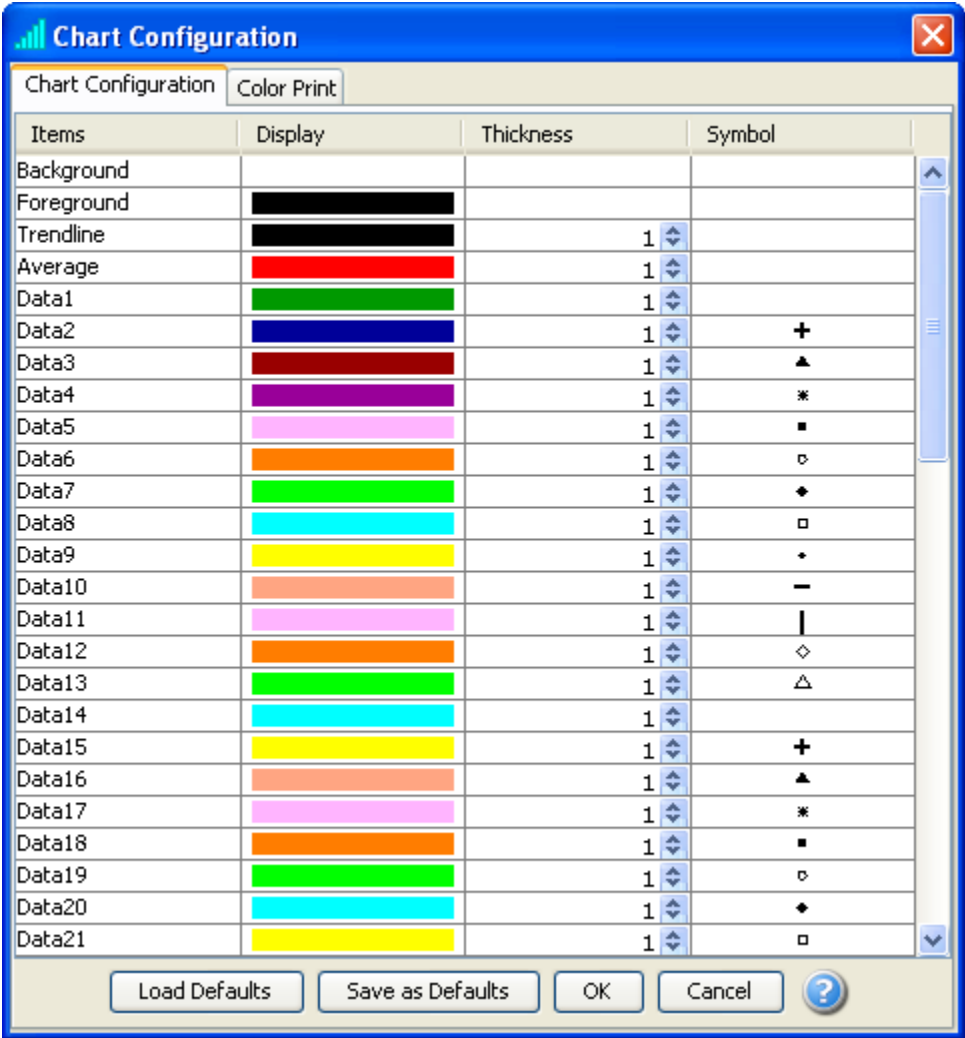 Chart Configuration
Chart Configuration Color Print
Items Display Thickness Symbol
Background
Foreground
Trendline 1
Average 1
Data1 1
Data2 1
Data3 1
Data4 1
Data5 1
Data6 1
Data7 1
Data8 1
Data9 1
Data10 1
Data11 1
Data12 1
Data13 1
Data14 1
Data15 1
Data16 1
Data17 1
Data18 1
Data19 1
Data20 1
Data21 1
Load Defaults Save as Defaults OK Cancel ?